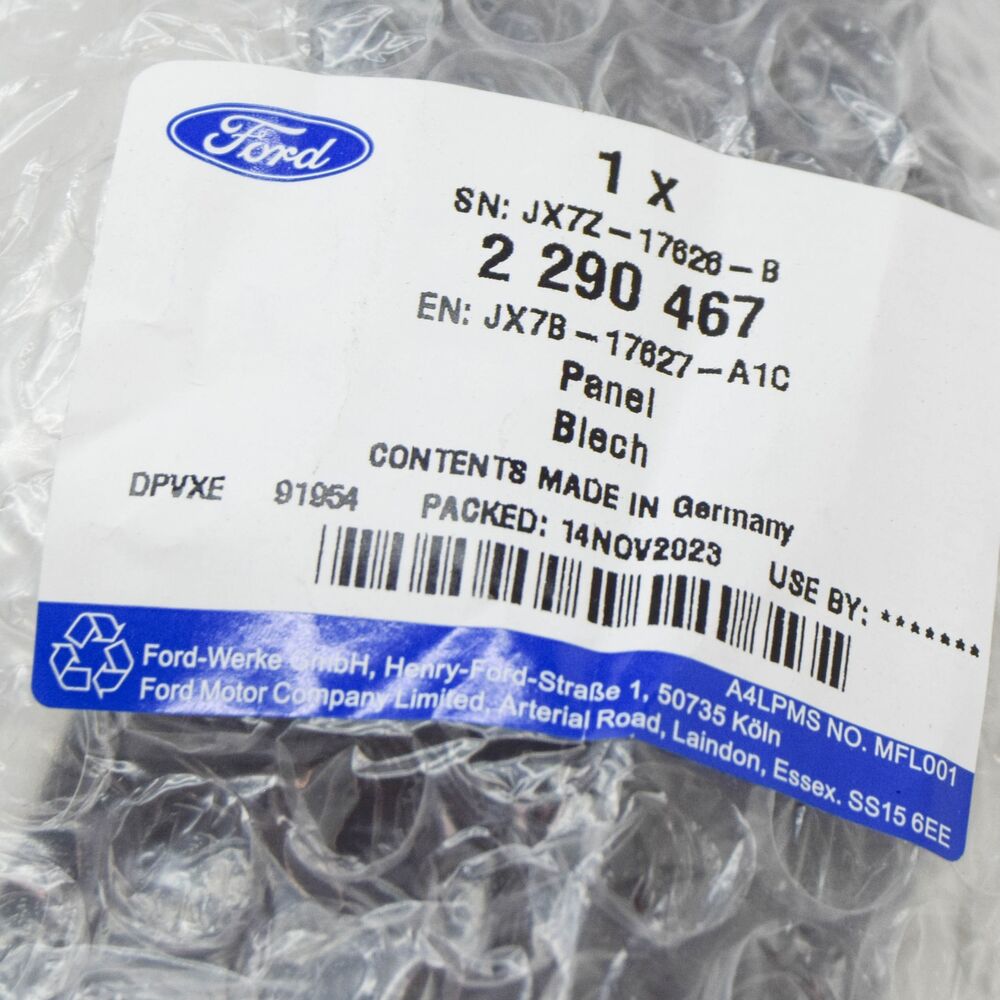 Ford
1 X
SN: JX7Z-17626-B
2 290 467
EN: JX7B-17627-A1C
Panel
Blech
CONTENTS MADE IN Germany
DPVXE 91954 PACKED: 14NOV2023 USE BY: *******
A4LPMS NO. MFL001
Ford-Werke GmbH, Henry-Ford-Straße 1, 50735 Köln
Ford Motor Company Limited, Arterial Road, Laindon, Essex. SS15 6EE